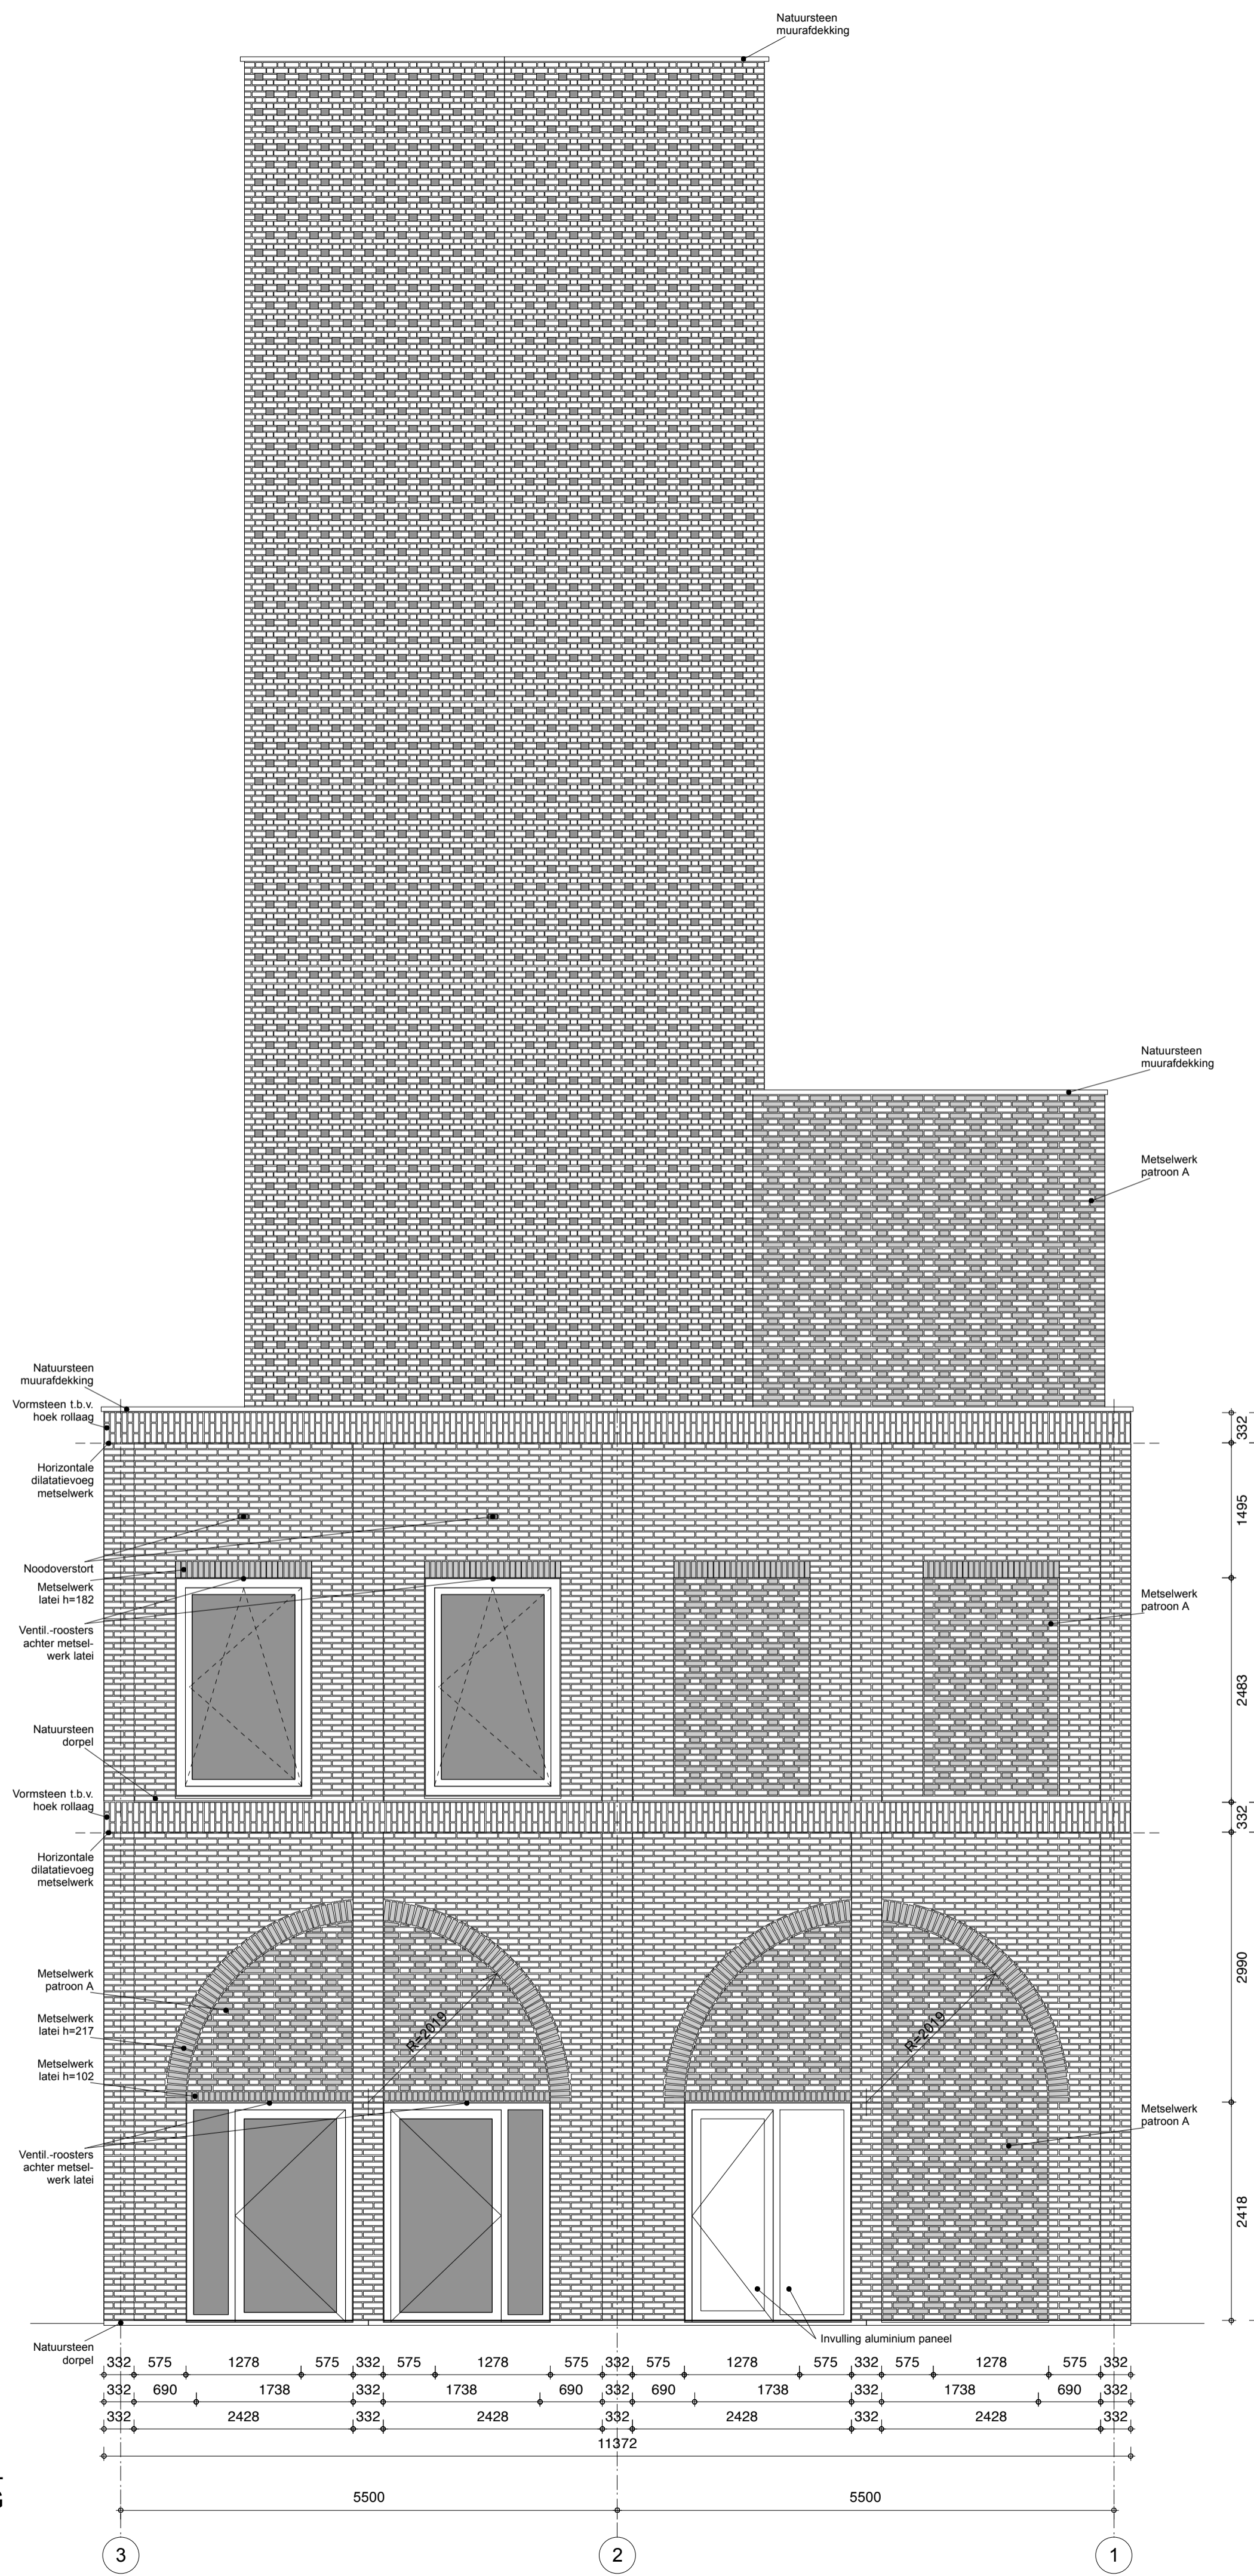 Natuursteen
muurafdekking
Natuursteen
muurafdekking
Metselwerk
patroon A
Natuursteen
muurafdekking
Vormsteen t.b.v.
hoek rollaag
Horizontale
dilatatievoeg
metselwerk
Noodoverstort
Metselwerk
latei h=182
Ventil.-roosters
achter metsel-
werk latei
Natuursteen
dorpel
Vormsteen t.b.v.
hoek rollaag
Horizontale
dilatatievoeg
metselwerk
Metselwerk
patroon A
Metselwerk
latei h=217
Metselwerk
latei h=102
Ventil.-roosters
achter metsel-
werk latei
Natuursteen
dorpel
Metselwerk
patroon A
Metselwerk
patroon A
R=2019
R=2019
Invulling aluminium paneel
332
1495
2483
332
2990
2418
332 575 1278 575 332 575 1278 575 332 575 1278 575 332 575 1278 575 332
332 690 1738 332 1738 690 332 690 1738 332 1738 690 332
332 2428 332 2428 332 2428 332 2428 332
11372
5500 5500
3 2 1